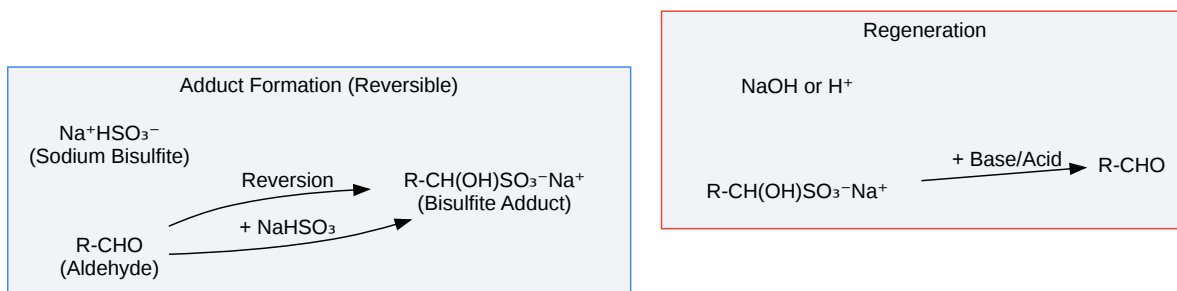 Adduct Formation (Reversible)
Na⁺HSO₃⁻
(Sodium Bisulfite)
Reversion
R-CH(OH)SO₃⁻Na⁺
(Bisulfite Adduct)
+ NaHSO₃
R-CHO
(Aldehyde)
Regeneration
NaOH or H⁺
+ Base/Acid
R-CHO
R-CH(OH)SO₃⁻Na⁺